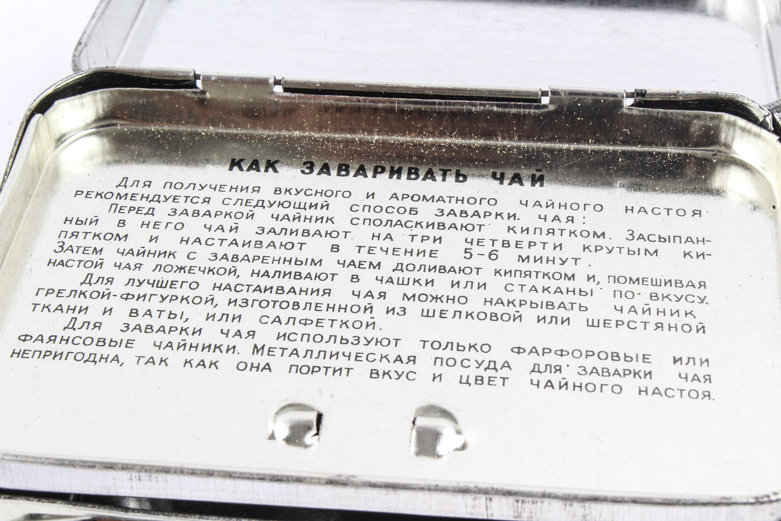 КАК ЗАВАРИВАТЬ ЧАЙ
Для получения вкусного и ароматного чайного настоя
рекомендуется следующий способ заварки. чая:
Перед заваркой чайник споласкивают кипятком. Засыпан-
ный в него чай заливают на три четверти крутым ки-
пятком и настаивают в течение 5-6 минут.
Затем чайник с заваренным чаем доливают кипятком и, помешивая
настой чая ложечкой, наливают в чашки или стаканы по вкусу.
Для лучшего настаивания чая можно накрывать чайник
грелкой-фигуркой, изготовленной из шелковой или шерстяной
ткани и ваты, или салфеткой.
Для заварки чая используют только фарфоровые или
фаянсовые чайники. Металлическая посуда для заварки чая
непригодна, так как она портит вкус и цвет чайного настоя.